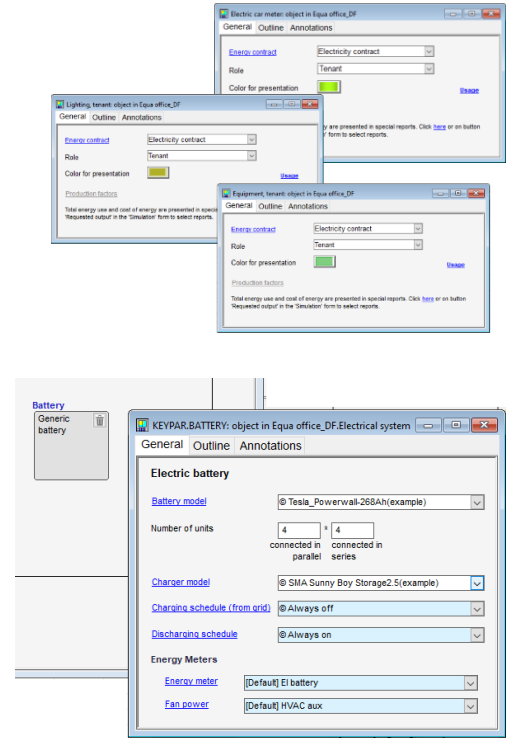 Electric car meter: object in Equa office_DF
General Outline Annotations
Energy contract Electricity contract
Role Tenant
Color for presentation
Usage
gy are presented in special reports. Click here or on button
n' form to select reports.
Lighting, tenant: object in Equa office_DF
General Outline Annotations
Energy contract Electricity contract
Role Tenant
Color for presentation
Usage
Production factors
Total energy use and cost of energy are presented in special
'Requested output' in the 'Simulation' form to select reports.
Equipment, tenant: object in Equa office_DF
General Outline Annotations
Energy contract Electricity contract
Role Tenant
Color for presentation
Usage
Production factors
Total energy use and cost of energy are presented in special reports. Click here or on button
'Requested output' in the 'Simulation' form to select reports.
Battery
Generic
battery
KEYPAR.BATTERY: object in Equa office_DF.Electrical system
General Outline Annotations
Electric battery
Battery model © Tesla_Powerwall-268Ah(example)
Number of units 4 * 4
connected in connected in
parallel series
Charger model © SMA Sunny Boy Storage2.5(example)
Charging schedule (from grid) © Always off
Discharging schedule © Always on
Energy Meters
Energy meter [Default] El battery
Fan power [Default] HVAC aux